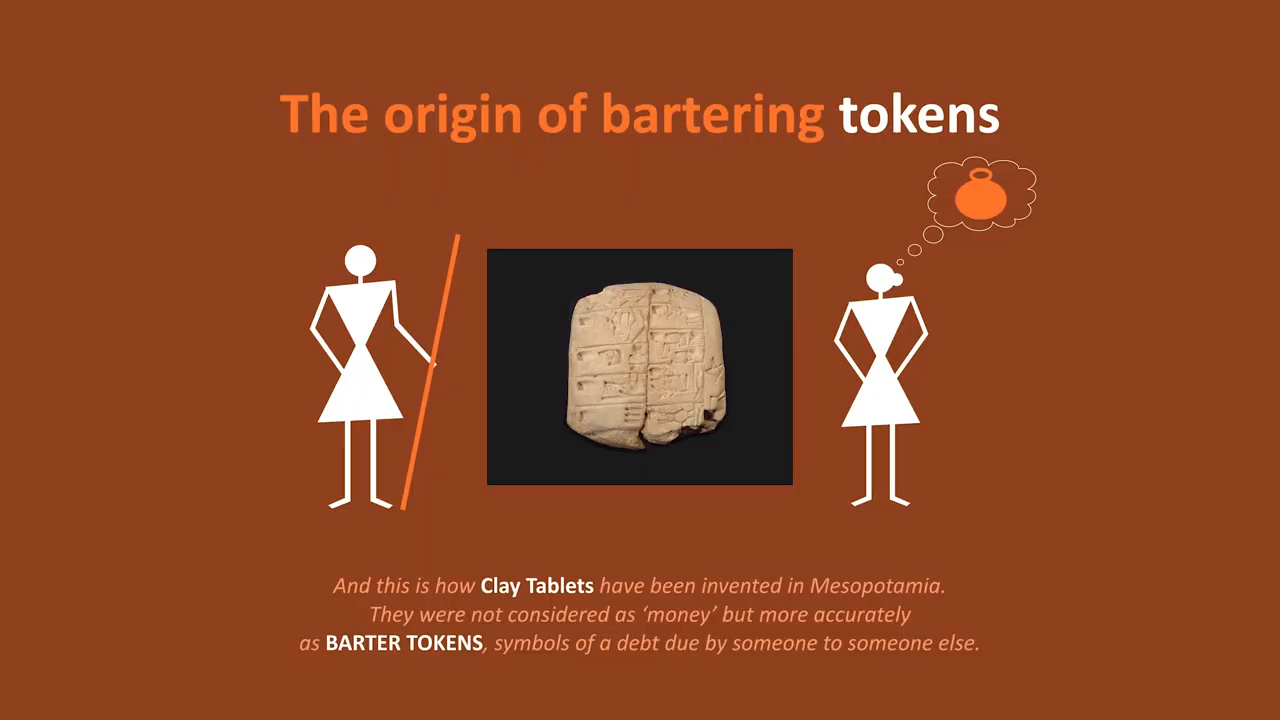 The origin of bartering tokens
And this is how Clay Tablets have been invented in Mesopotamia.
They were not considered as ‘money’ but more accurately
as BARTER TOKENS, symbols of a debt due by someone to someone else.